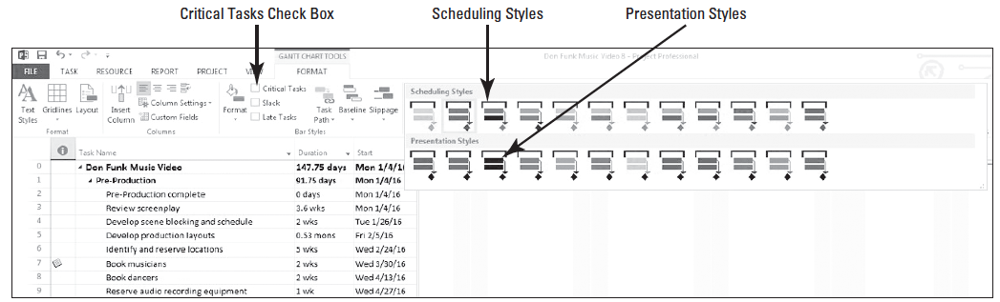 Critical Tasks Check Box
Scheduling Styles
Presentation Styles
GANTT CHART TOOLS
Don Funk Music Video 8 - Project Professional
FILE TASK RESOURCE REPORT PROJECT VIEW FORMAT
Text Styles
Gridlines
Layout
Format
Insert Column
Column Settings
Custom Fields
Columns
Format
Critical Tasks
Slack
Late Tasks
Task Path
Baseline
Slippage
Bar Styles
Scheduling Styles
Presentation Styles
Task Name Duration Start
0 Don Funk Music Video 147.75 days Mon 1/4/1
1 Pre-Production 91.75 days Mon 1/4/16
2 Pre-Production complete 0 days Mon 1/4/16
3 Review screenplay 3.6 wks Mon 1/4/16
4 Develop scene blocking and schedule 2 wks Tue 1/26/16
5 Develop production layouts 0.53 mons Fri 2/5/16
6 Identify and reserve locations 5 wks Wed 2/24/16
7 Book musicians 2 wks Wed 3/30/16
8 Book dancers 2 wks Wed 4/13/16
9 Reserve audio recording equipment 1 wk Wed 4/27/16